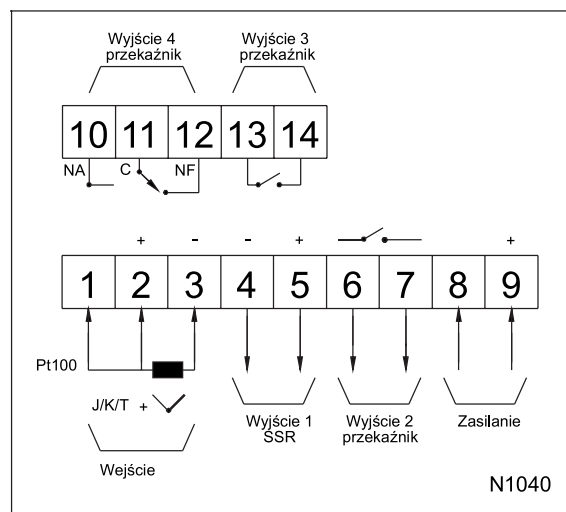 Wyjście 4 przekaźnik
Wyjście 3 przekaźnik
10 11 12 13 14
NA C NF
+ - - + +
1 2 3 4 5 6 7 8 9
Pt100
J/K/T +
Wyjście 1 SSR
Wyjście 2 przekaźnik
Zasilanie
Wejście
N1040